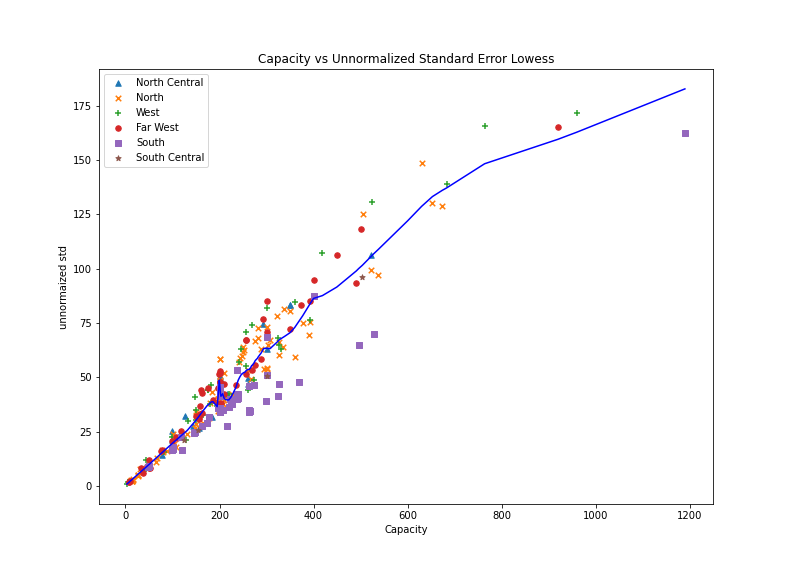 Capacity vs Unnormalized Standard Error Lowess
North Central
North
West
Far West
South
South Central
175
150
125
100
75
50
25
0
unnormaized std
0 200 400 600 800 1000 1200
Capacity